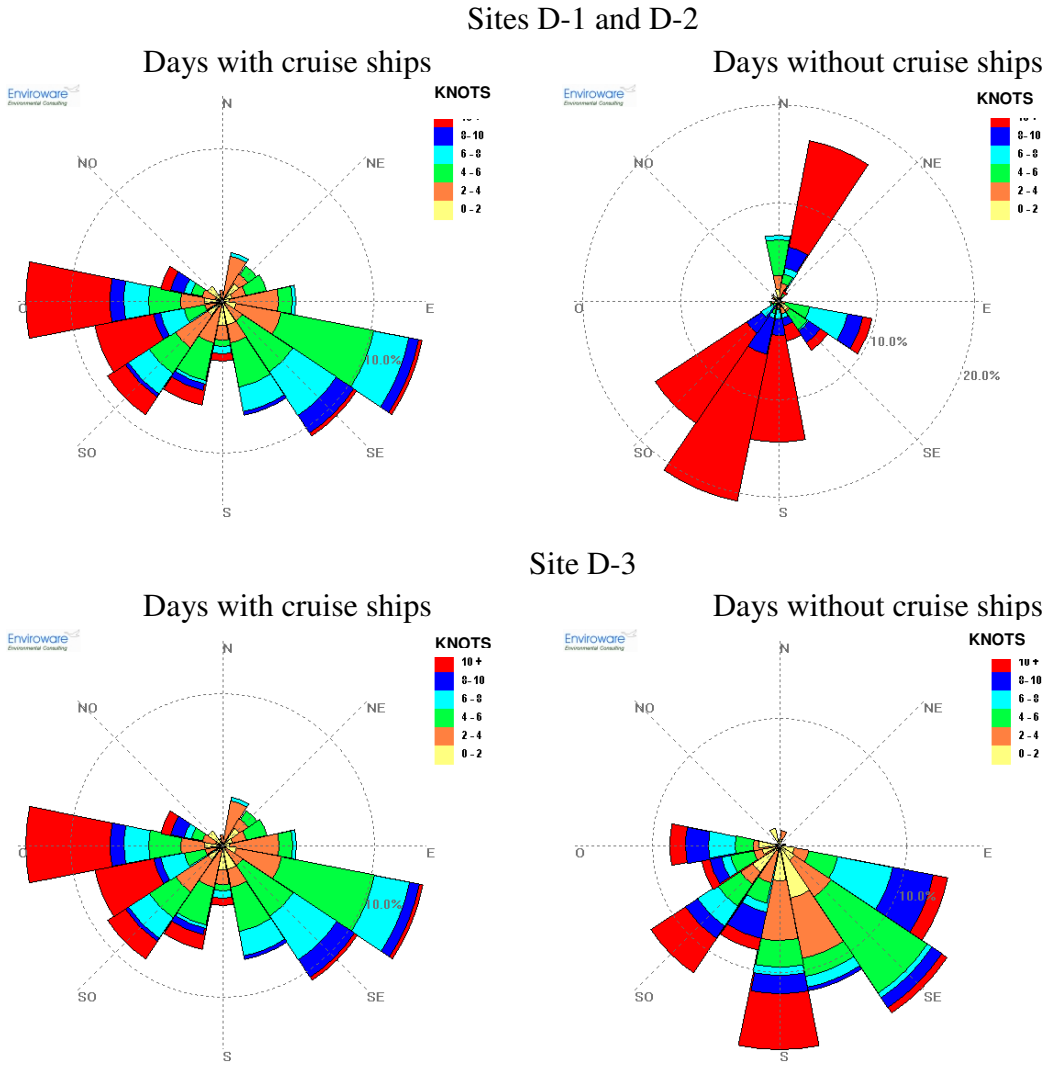 Sites D-1 and D-2
Days with cruise ships
Days without cruise ships
Enviroware
Environmental Consulting
KNOTS
10 +
8-10
6 - 8
4 - 6
2 - 4
0 - 2
N
NO
NE
O
E
10.0%
SO
SE
S
Enviroware
Environmental Consulting
KNOTS
10 +
8-10
6 - 8
4 - 6
2 - 4
0 - 2
N
NO
NE
O
E
10.0%
20.0%
SO
SE
S
Site D-3
Days with cruise ships
Days without cruise ships
Enviroware
Environmental Consulting
KNOTS
10 +
8-10
6 - 8
4 - 6
2 - 4
0 - 2
N
NO
NE
O
E
10.0%
SO
SE
S
Enviroware
Environmental Consulting
KNOTS
10 +
8-10
6 - 8
4 - 6
2 - 4
0 - 2
N
NO
NE
O
E
10.0%
SO
SE
S